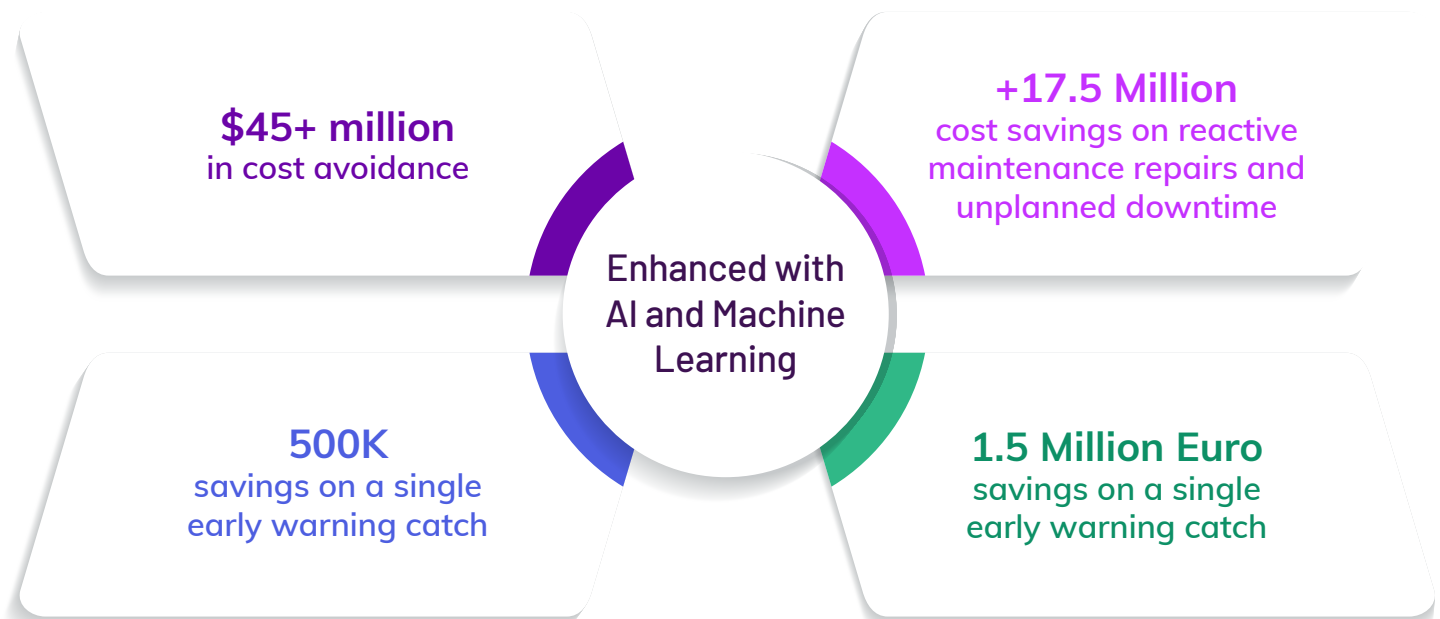 $45+ million
in cost avoidance
+17.5 Million
cost savings on reactive
maintenance repairs and
unplanned downtime
Enhanced with
AI and Machine
Learning
500K
savings on a single
early warning catch
1.5 Million Euro
savings on a single
early warning catch